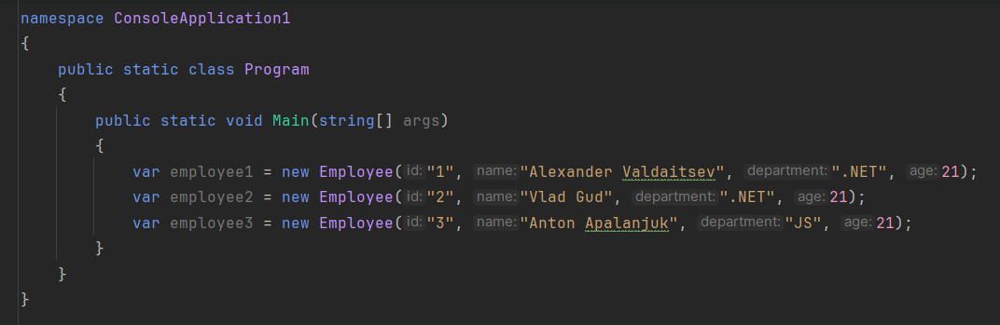 namespace ConsoleApplication1
{
    public static class Program
    {
        public static void Main(string[] args)
        {
            var employee1 = new Employee(id:"1", name:"Alexander Valdaitsev", department:".NET", age:21);
            var employee2 = new Employee(id:"2", name:"Vlad Gud", department:".NET", age:21);
            var employee3 = new Employee(id:"3", name:"Anton Apalanjuk", department:"JS", age:21);
        }
    }
}